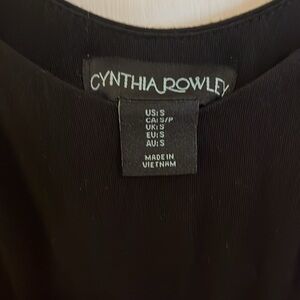 CYNTHIA ROWLEY
US: S
CA: S/P
UK: S
EU: S
AU: S
MADE IN
VIETNAM